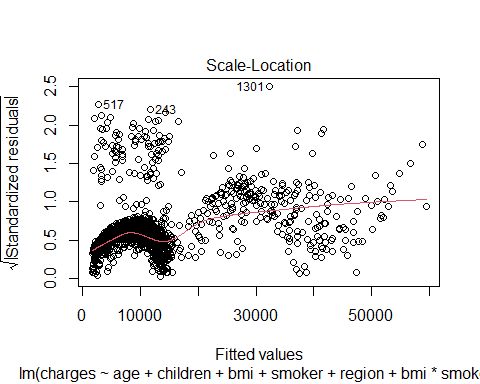 Scale-Location
√|Standardized residuals|
2.5
2.0
1.5
1.0
0.5
0.0
1301
517
243
0 10000 30000 50000
Fitted values
lm(charges ~ age + children + bmi + smoker + region + bmi * smoke